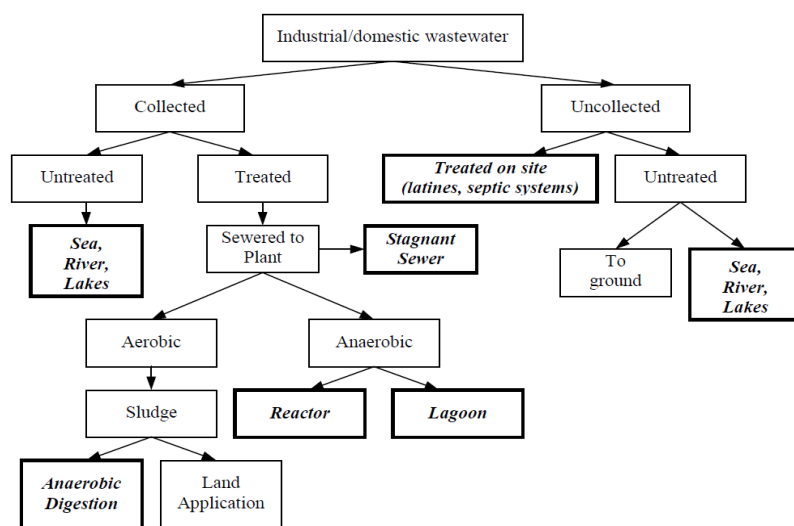 Industrial/domestic wastewater
Collected
Uncollected
Untreated
Treated
Treated on site
(latines, septic systems)
Untreated
Sea,
River,
Lakes
Sewered to
Plant
Stagnant
Sewer
To
ground
Sea,
River,
Lakes
Aerobic
Anaerobic
Sludge
Reactor
Lagoon
Anaerobic
Digestion
Land
Application